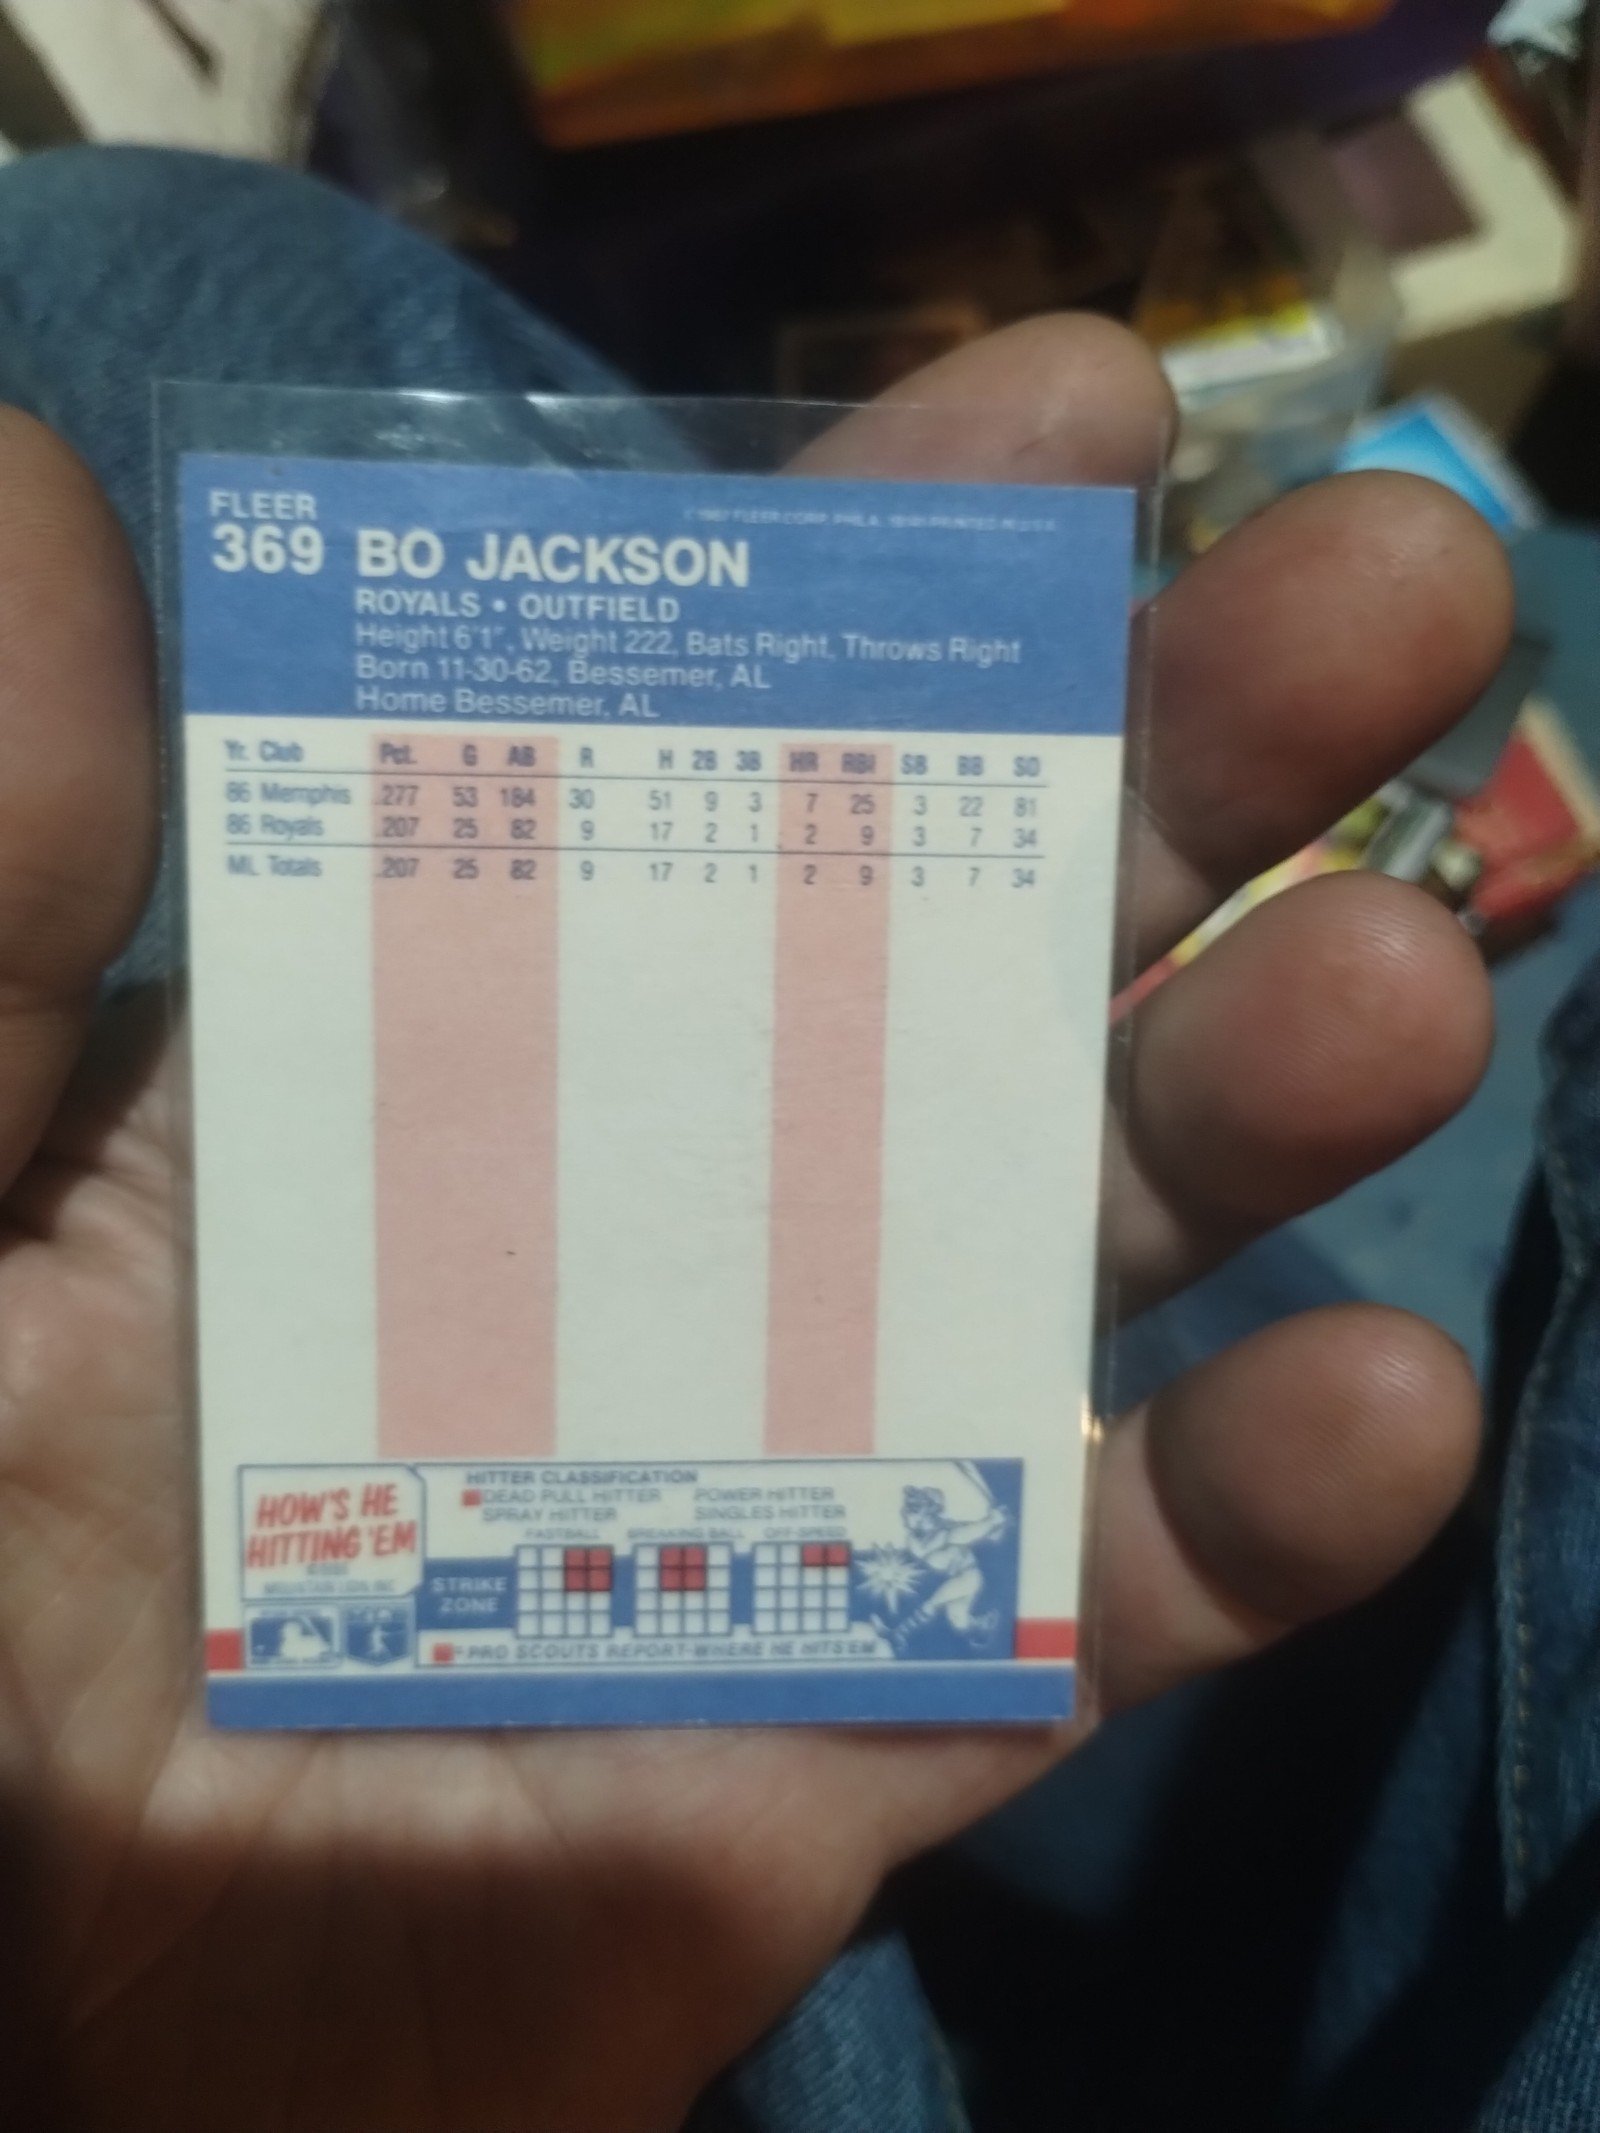 FLEER
369 BO JACKSON
ROYALS • OUTFIELD
Height 6'1", Weight 222, Bats Right, Throws Right
Born 11-30-62, Bessemer, AL
Home Bessemer, AL
Yr. Club Pct. G AB R H 2B 3B HR RBI SB BB SO
86 Memphis .277 53 184 30 51 9 3 7 25 3 22 81
86 Royals .207 25 82 9 17 2 1 2 9 3 7 34
ML Totals .207 25 82 9 17 2 1 2 9 3 7 34
HOW'S HE
HITTING 'EM
MOUNTAIN LION, INC.
HITTER CLASSIFICATION
DEAD PULL HITTER POWER HITTER
SPRAY HITTER SINGLES HITTER
FASTBALL BREAKING BALL OFF-SPEED
STRIKE
ZONE
PRO SCOUTS REPORT-WHERE HE HITS 'EM